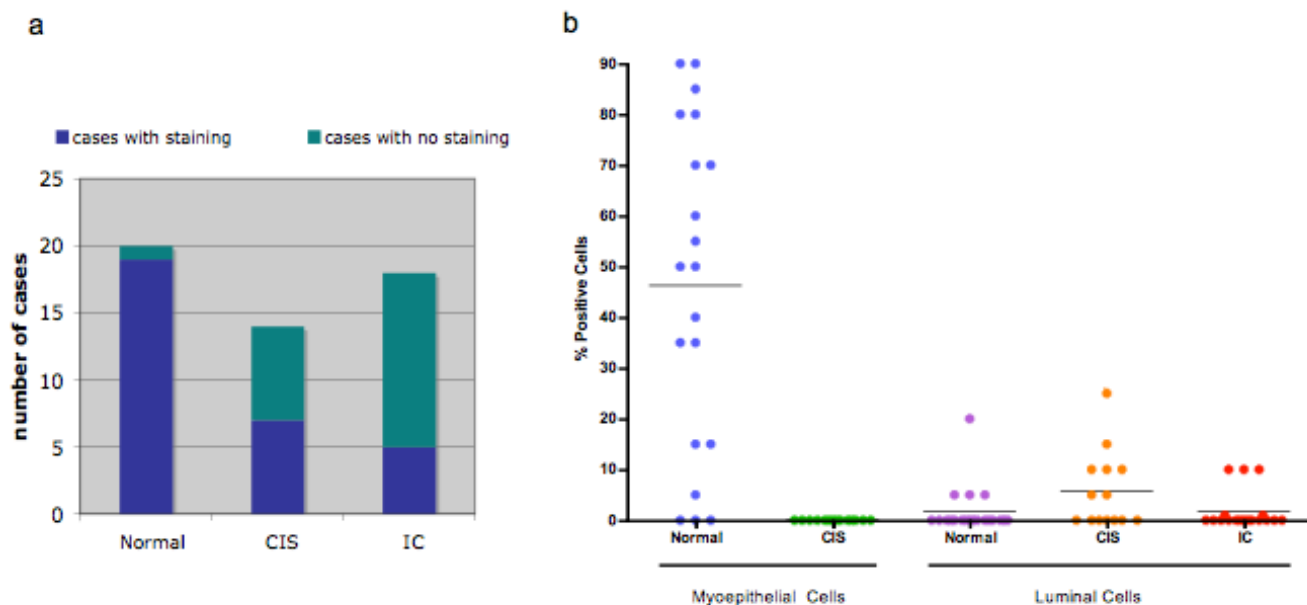 a
cases with staining cases with no staining
25
20
15
10
5
0
number of cases
Normal CIS IC
b
90
80
70
60
50
40
30
20
10
0
% Positive Cells
Normal CIS Normal CIS IC
Myoepithelial Cells Luminal Cells